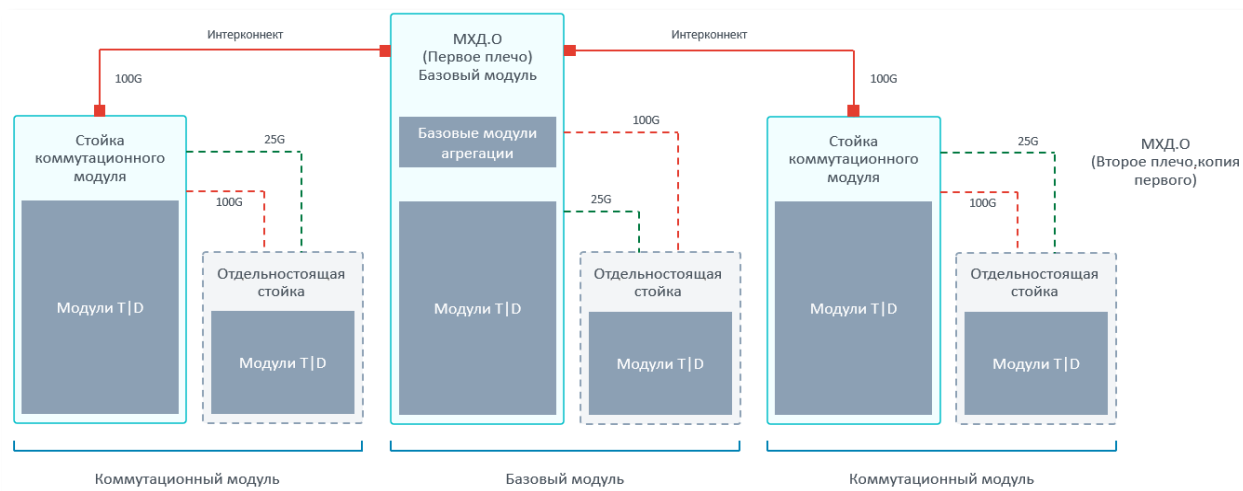 Интерконнект
МХД.О
(Первое плечо)
Базовый модуль
Интерконнект
100G
100G
Стойка
коммутационного
модуля
25G
100G
Модули T|D
Отдельностоящая
стойка
Модули T|D
Базовые модули
агрегации
100G
25G
Модули T|D
Отдельностоящая
стойка
Модули T|D
Стойка
коммутационного
модуля
25G
100G
Модули T|D
Отдельностоящая
стойка
Модули T|D
МХД.О
(Второе плечо,копия
первого)
Коммутационный модуль
Базовый модуль
Коммутационный модуль